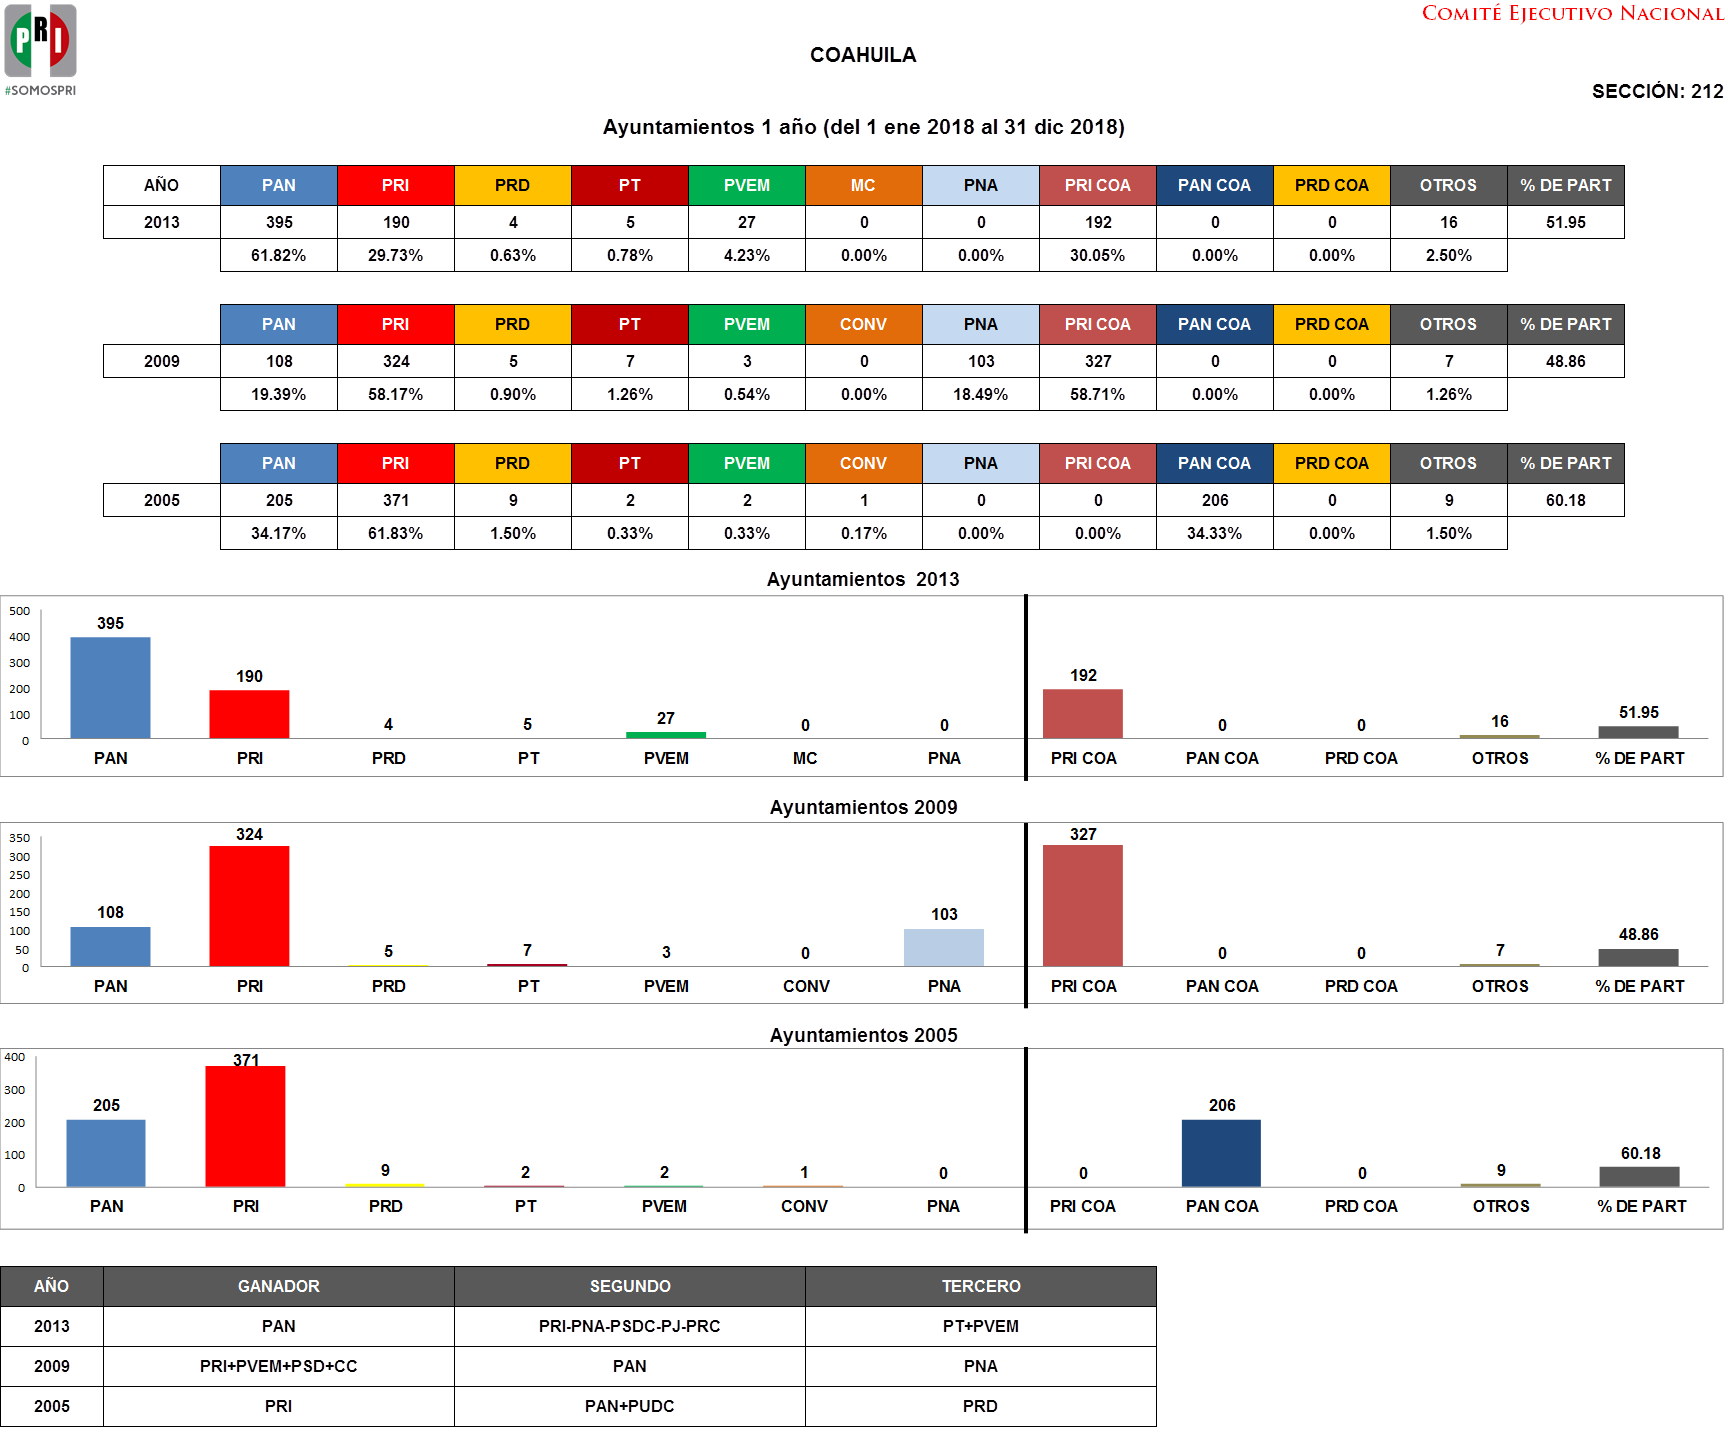 PRI
#SOMOSPRI
COMITÉ EJECUTIVO NACIONAL
COAHUILA
SECCIÓN: 212
Ayuntamientos 1 año (del 1 ene 2018 al 31 dic 2018)
AÑO PAN PRI PRD PT PVEM MC PNA PRI COA PAN COA PRD COA OTROS % DE PART
2013 395 190 4 5 27 0 0 192 0 0 16 51.95
61.82% 29.73% 0.63% 0.78% 4.23% 0.00% 0.00% 30.05% 0.00% 0.00% 2.50%
PAN PRI PRD PT PVEM CONV PNA PRI COA PAN COA PRD COA OTROS % DE PART
2009 108 324 5 7 3 0 103 327 0 0 7 48.86
19.39% 58.17% 0.90% 1.26% 0.54% 0.00% 18.49% 58.71% 0.00% 0.00% 1.26%
PAN PRI PRD PT PVEM CONV PNA PRI COA PAN COA PRD COA OTROS % DE PART
2005 205 371 9 2 2 1 0 0 206 0 9 60.18
34.17% 61.83% 1.50% 0.33% 0.33% 0.17% 0.00% 0.00% 34.33% 0.00% 1.50%
Ayuntamientos 2013
500
400
300
200
100
0
395 190 4 5 27 0 0 192 0 0 16 51.95
PAN PRI PRD PT PVEM MC PNA PRI COA PAN COA PRD COA OTROS % DE PART
Ayuntamientos 2009
350
300
250
200
150
100
50
0
108 324 5 7 3 0 103 327 0 0 7 48.86
PAN PRI PRD PT PVEM CONV PNA PRI COA PAN COA PRD COA OTROS % DE PART
Ayuntamientos 2005
400
300
200
100
0
205 371 9 2 2 1 0 0 206 0 9 60.18
PAN PRI PRD PT PVEM CONV PNA PRI COA PAN COA PRD COA OTROS % DE PART
AÑO GANADOR SEGUNDO TERCERO
2013 PAN PRI-PNA-PSDC-PJ-PRC PT+PVEM
2009 PRI+PVEM+PSD+CC PAN PNA
2005 PRI PAN+PUDC PRD